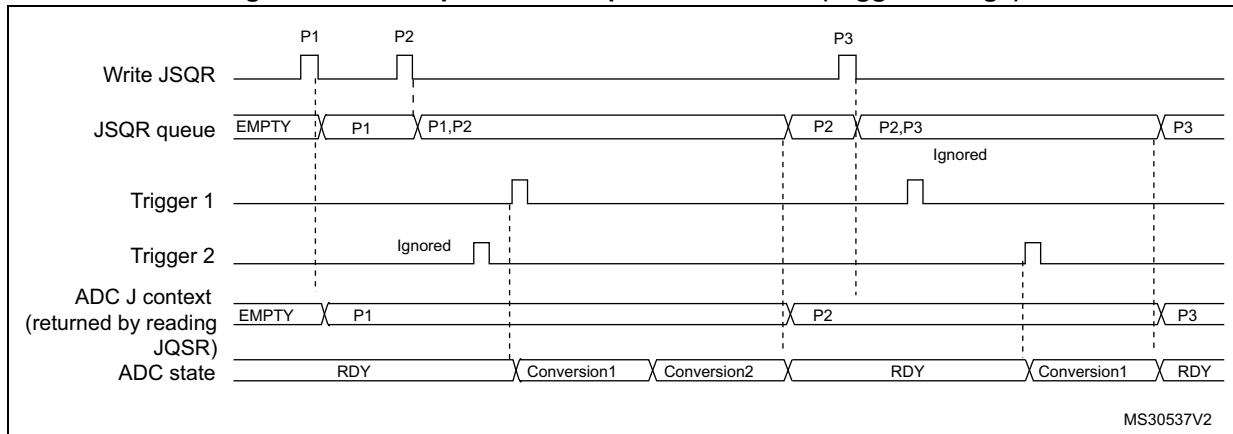 P1 P2 P3
Write JSQR
JSQR queue EMPTY P1 P1,P2 P2 P2,P3 P3
Ignored
Trigger 1
Trigger 2 Ignored
ADC J context
(returned by reading EMPTY P1 P2 P3
JQSR)
ADC state RDY Conversion1 Conversion2 RDY Conversion1 RDY
MS30537V2